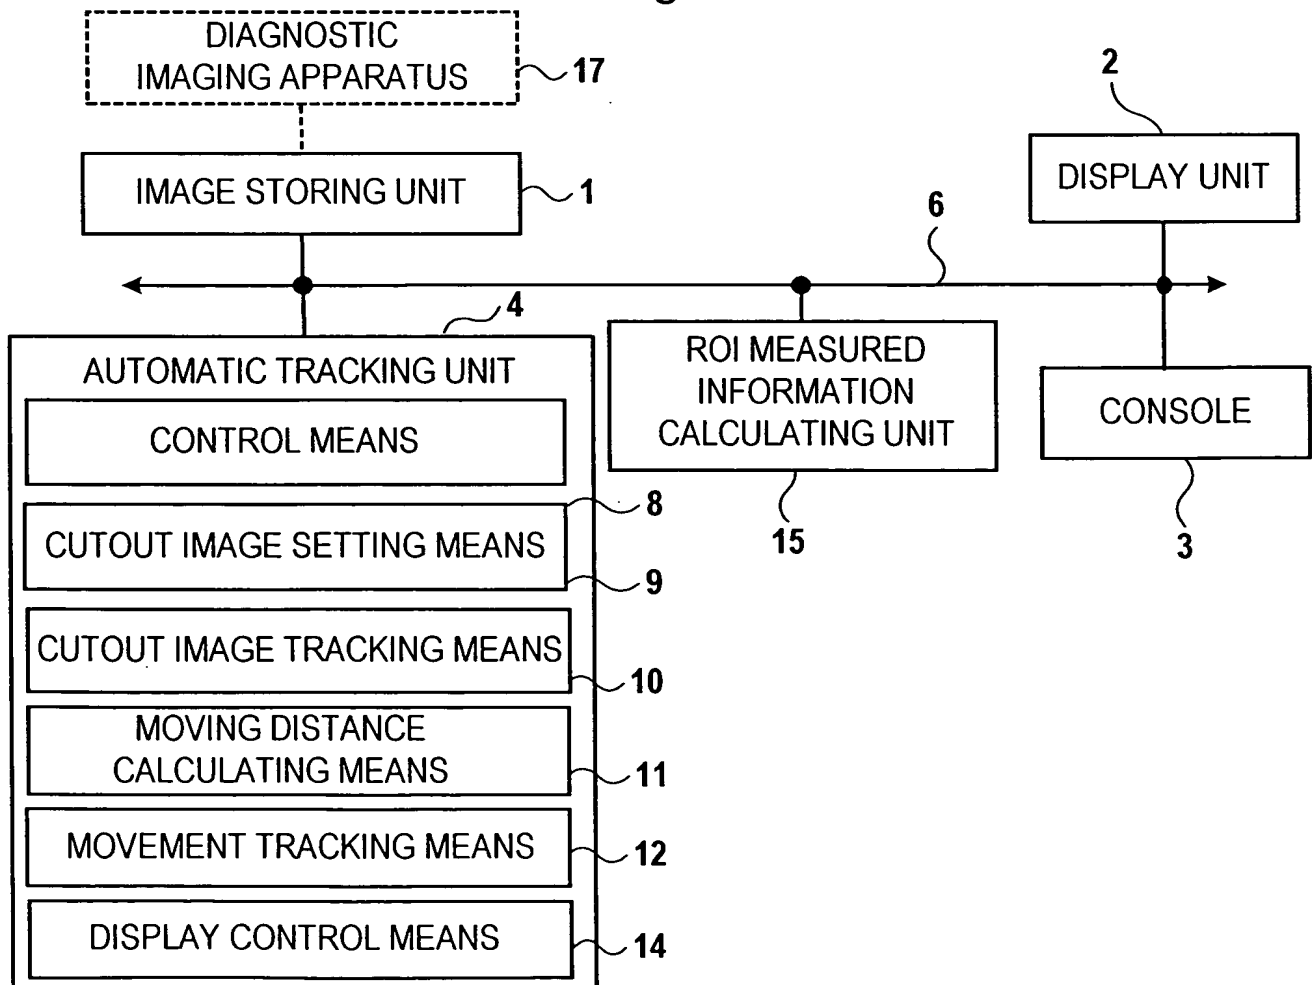 DIAGNOSTIC
IMAGING APPARATUS
17
2
IMAGE STORING UNIT
1
DISPLAY UNIT
6
4
AUTOMATIC TRACKING UNIT
CONTROL MEANS
8
CUTOUT IMAGE SETTING MEANS
9
CUTOUT IMAGE TRACKING MEANS
10
MOVING DISTANCE
CALCULATING MEANS
11
MOVEMENT TRACKING MEANS
12
DISPLAY CONTROL MEANS
14
ROI MEASURED
INFORMATION
CALCULATING UNIT
15
CONSOLE
3